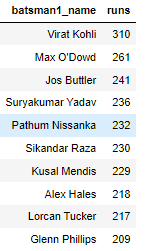 batsman1_name runs
Virat Kohli 310
Max O'Dowd 261
Jos Buttler 241
Suryakumar Yadav 236
Pathum Nissanka 232
Sikandar Raza 230
Kusal Mendis 229
Alex Hales 218
Lorcan Tucker 217
Glenn Phillips 209